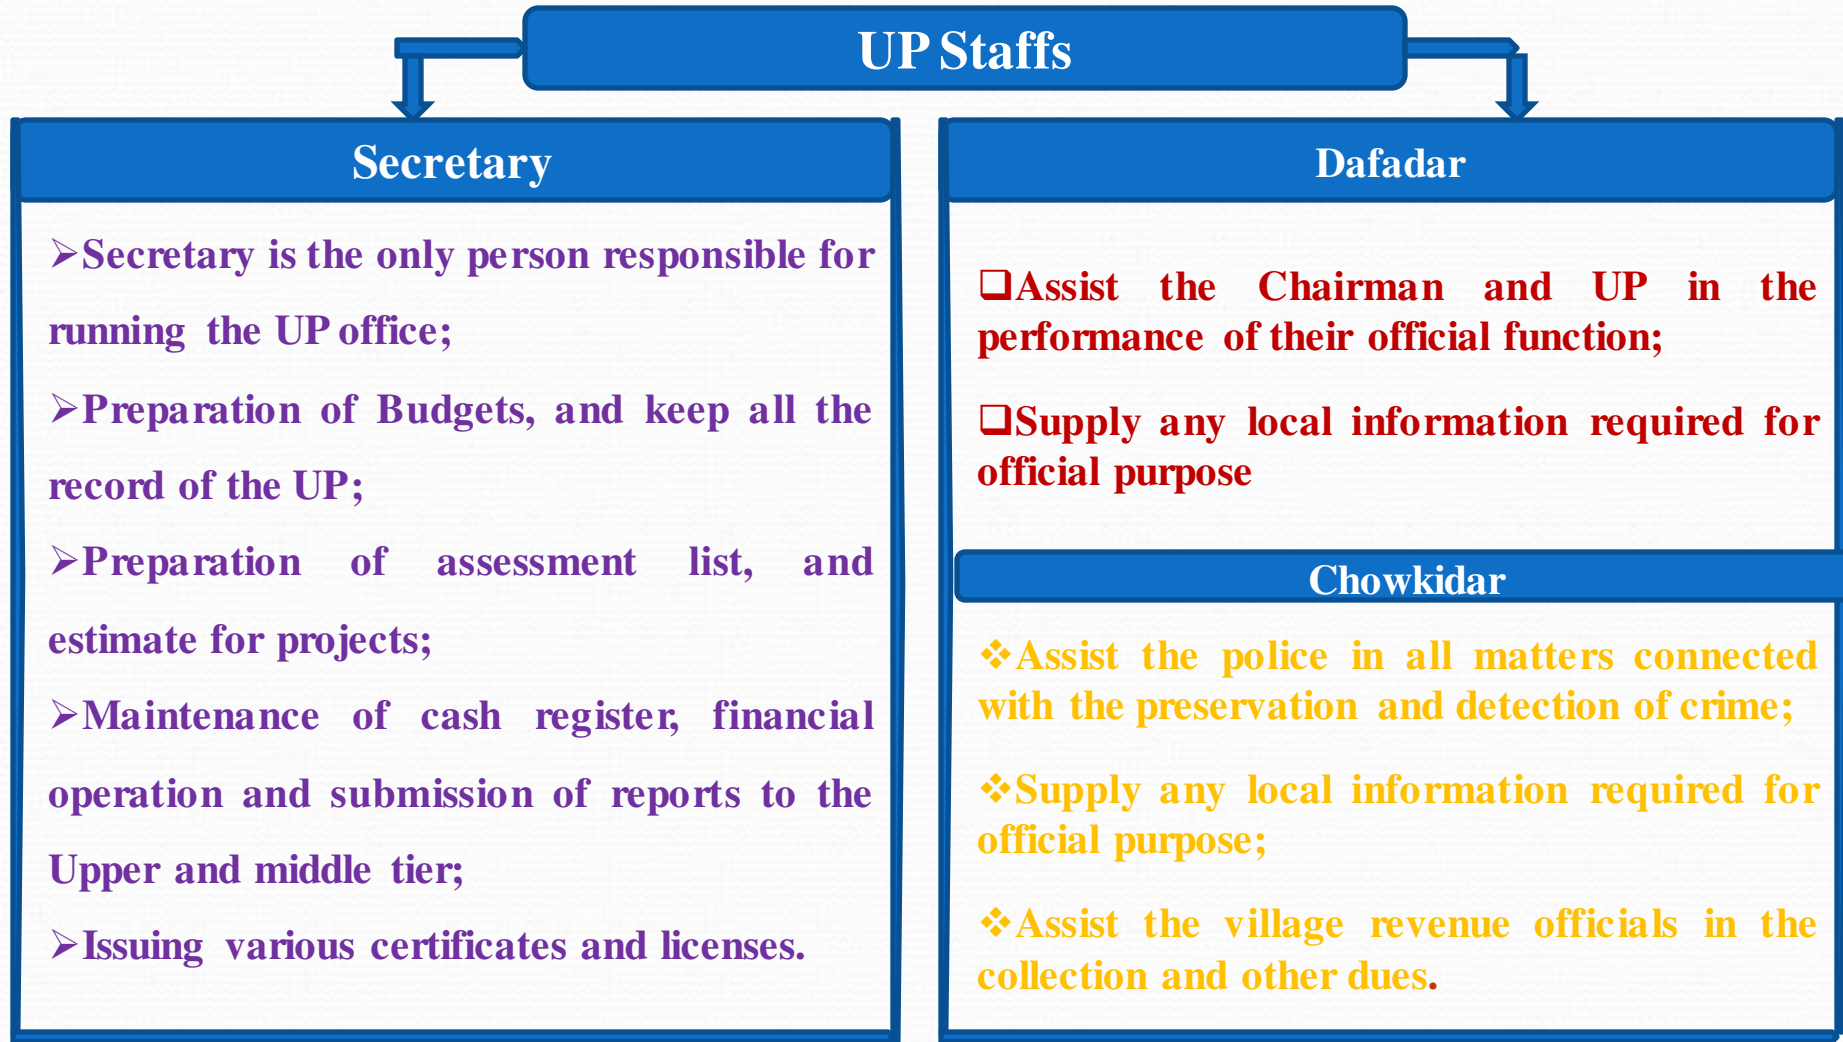 UP Staffs
Secretary
➢Secretary is the only person responsible for
running the UP office;
➢Preparation of Budgets, and keep all the
record of the UP;
➢Preparation of assessment list, and
estimate for projects;
➢Maintenance of cash register, financial
operation and submission of reports to the
Upper and middle tier;
➢Issuing various certificates and licenses.
Dafadar
❑Assist the Chairman and UP in the
performance of their official function;
❑Supply any local information required for
official purpose
Chowkidar
❖Assist the police in all matters connected
with the preservation and detection of crime;
❖Supply any local information required for
official purpose;
❖Assist the village revenue officials in the
collection and other dues.